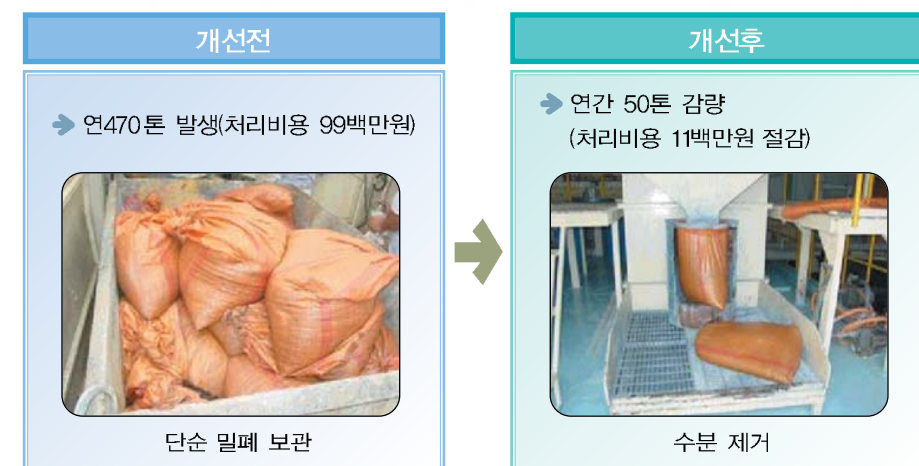 개선전
연470톤 발생(처리비용 99백만원)
단순 밀폐 보관
개선후
연간 50톤 감량
(처리비용 11백만원 절감)
수분 제거